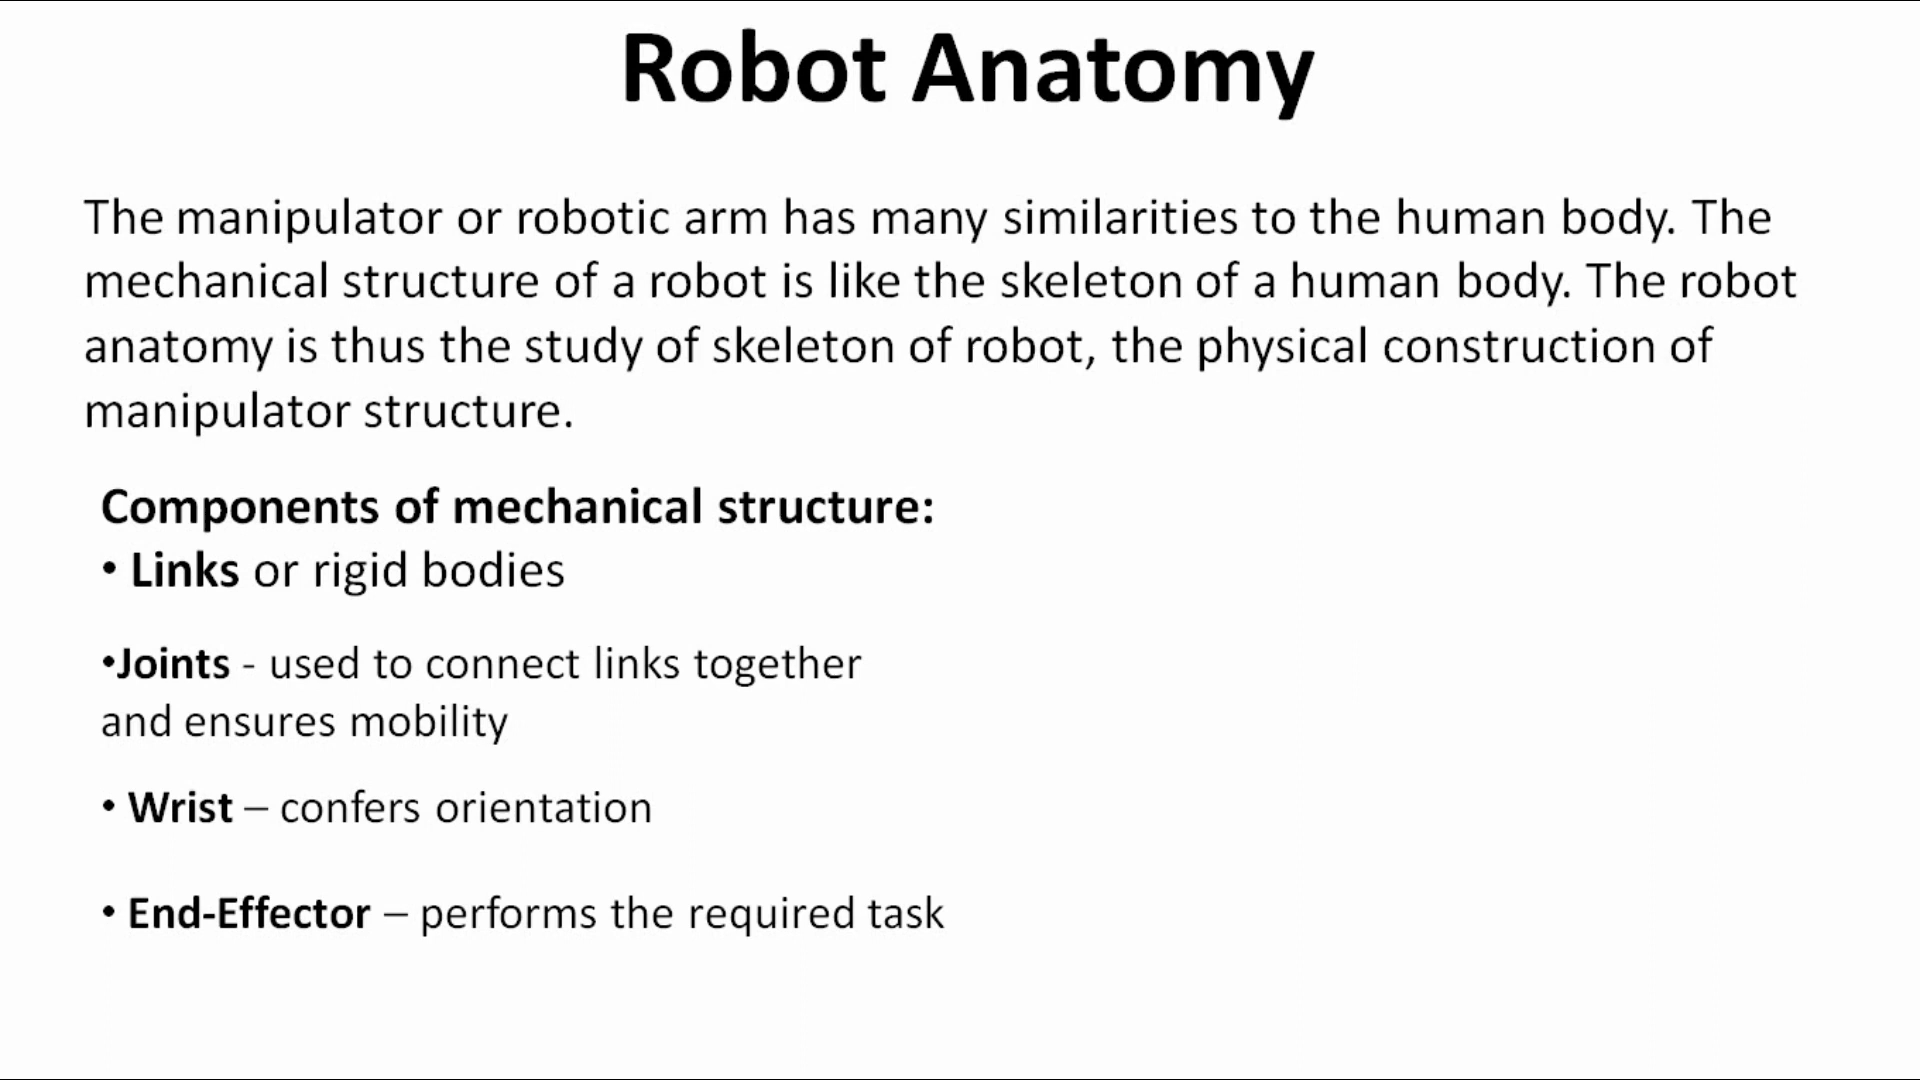 Robot Anatomy
The manipulator or robotic arm has many similarities to the human body. The
mechanical structure of a robot is like the skeleton of a human body. The robot
anatomy is thus the study of skeleton of robot, the physical construction of
manipulator structure.
Components of mechanical structure:
• Links or rigid bodies
•Joints - used to connect links together
and ensures mobility
• Wrist – confers orientation
• End-Effector – performs the required task